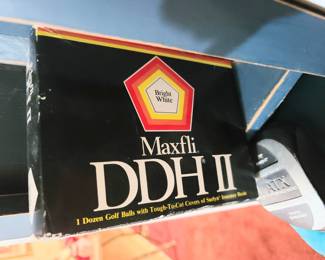 Bright
White
Maxfli
DDH II
1 Dozen Golf Balls with Tough-To-Cut Covers of Surlyn® Ionomer Resin